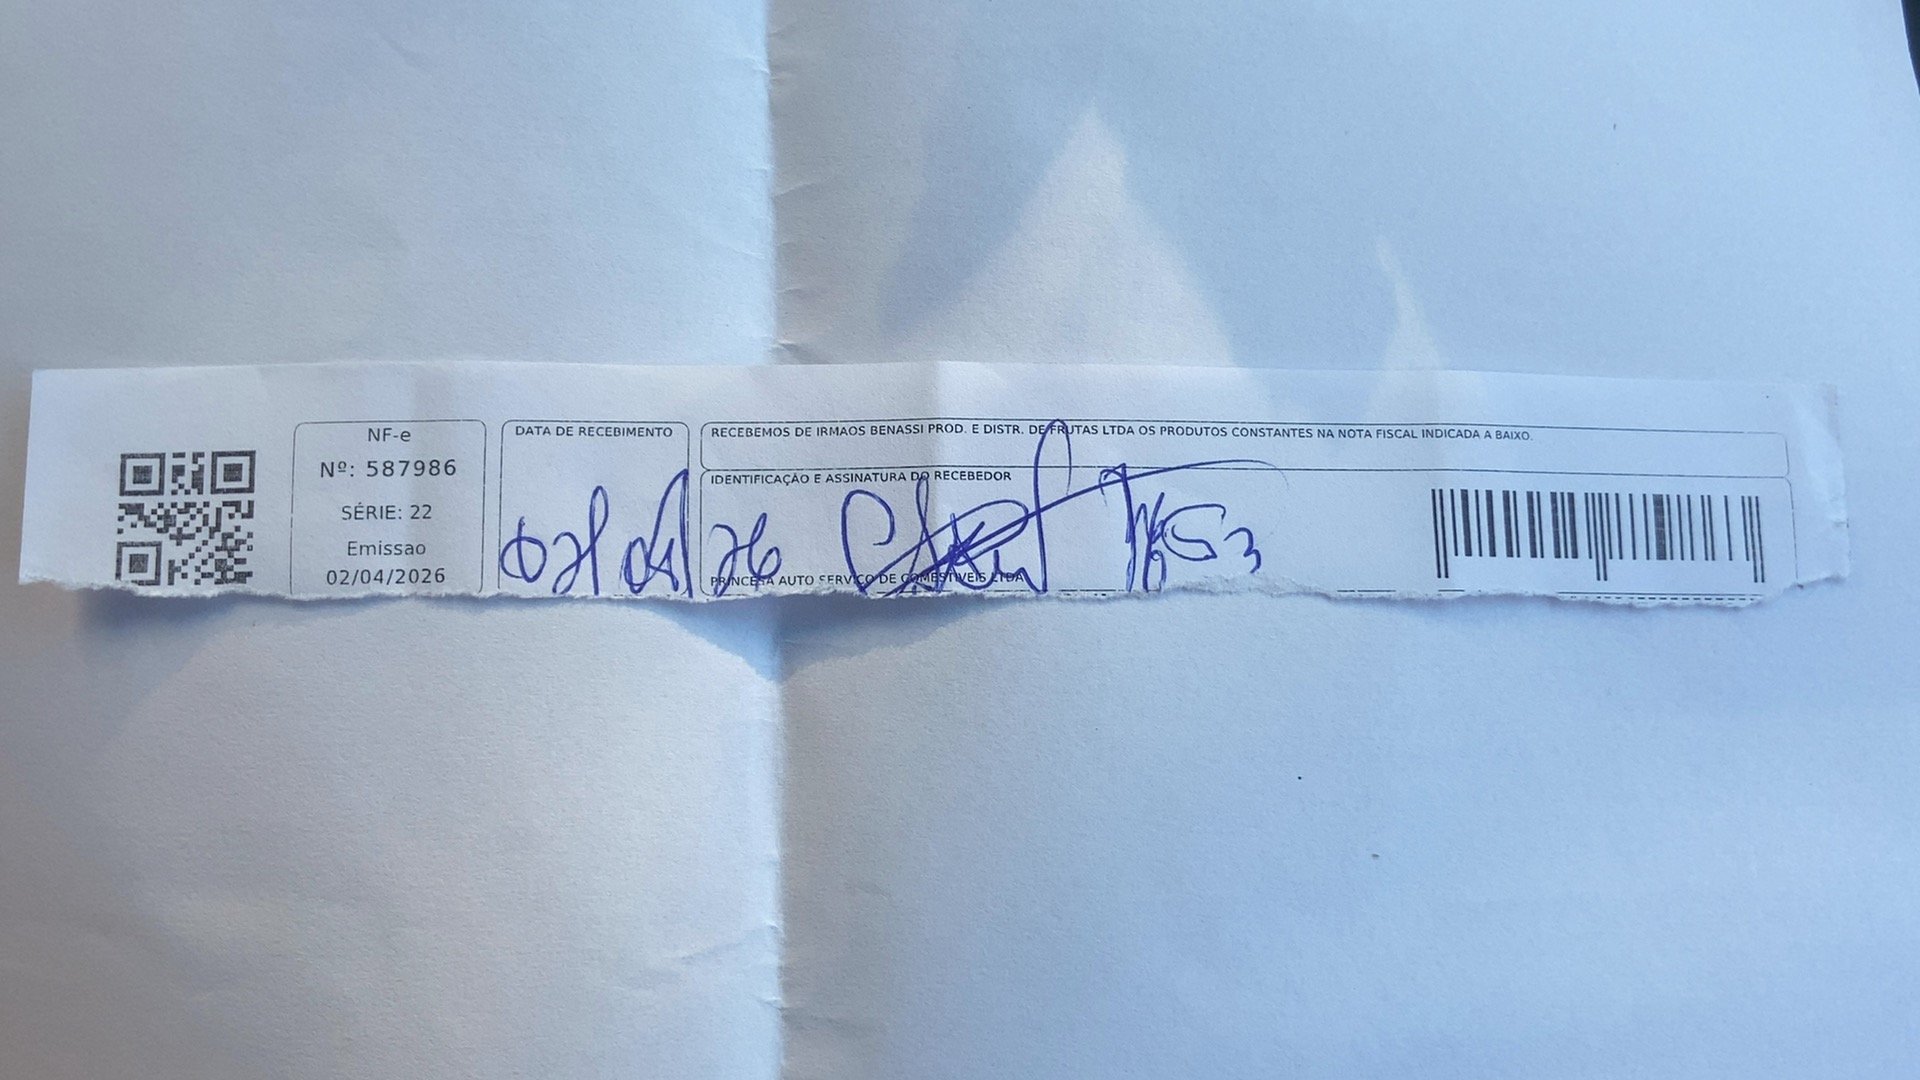 NF-e
Nº: 587986
SÉRIE: 22
Emissao
02/04/2026
DATA DE RECEBIMENTO
02/04/26
RECEBEMOS DE IRMAOS BENASSI PROD. E DISTR. DE FRUTAS LTDA OS PRODUTOS CONSTANTES NA NOTA FISCAL INDICADA A BAIXO.
IDENTIFICAÇÃO E ASSINATURA DO RECEBEDOR
PRINCESA AUTO SERVIÇO DE COMESTIVEIS LTDA